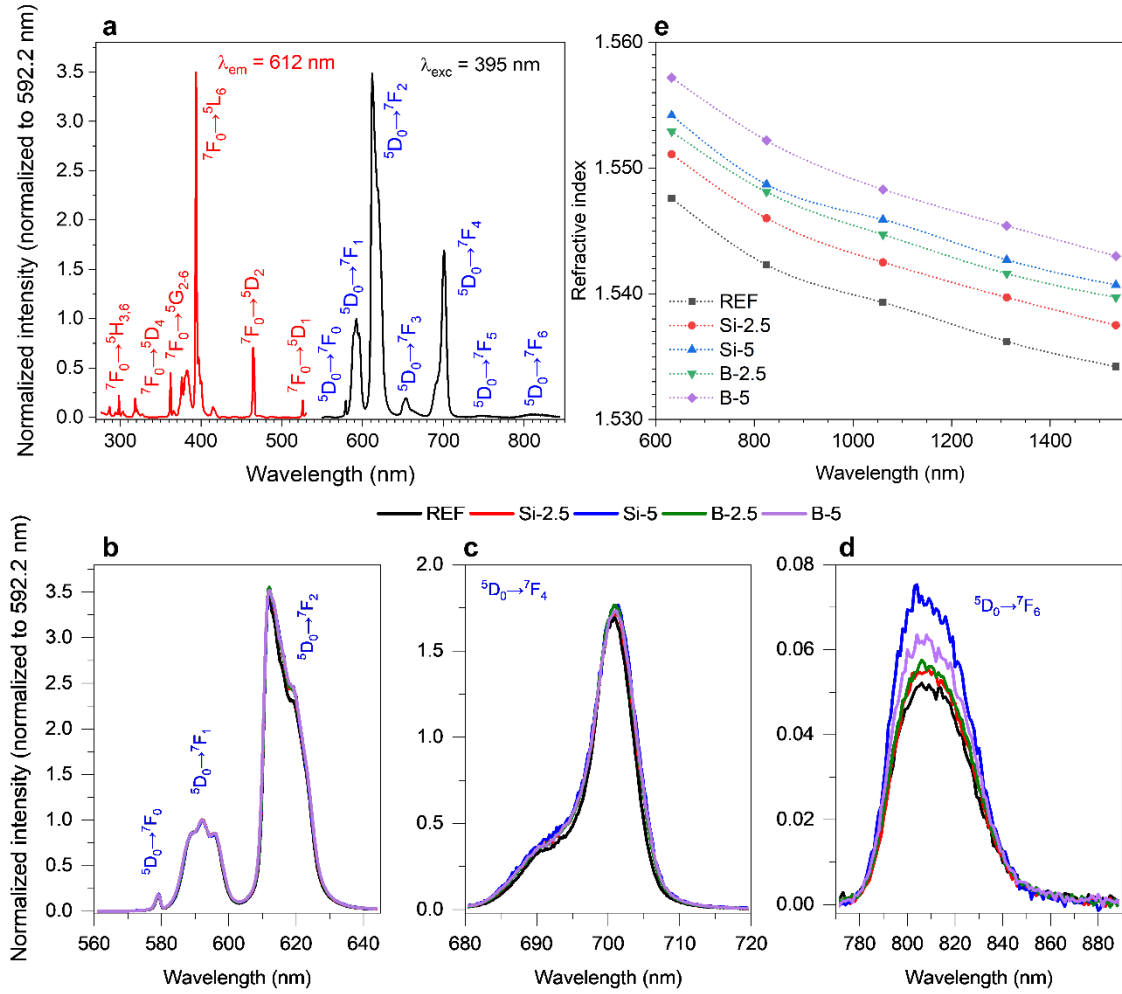 a
λem = 612 nm
λexc = 395 nm
Normalized intensity (normalized to 592.2 nm)
3.5
3.0
2.5
2.0
1.5
1.0
0.5
0.0
⁷F₀→⁵H₃,₆
⁷F₀→⁵D₄
⁷F₀→⁵G₂₋₆
⁷F₀→⁵L₆
⁷F₀→⁵D₂
⁷F₀→⁵D₁
⁵D₀→⁷F₀
⁵D₀→⁷F₁
⁵D₀→⁷F₂
⁵D₀→⁷F₃
⁵D₀→⁷F₄
⁵D₀→⁷F₅
⁵D₀→⁷F₆
300 400 500 600 700 800
Wavelength (nm)
e
Refractive index
1.560
1.550
1.540
1.530
REF
Si-2.5
Si-5
B-2.5
B-5
600 800 1000 1200 1400
Wavelength (nm)
REF Si-2.5 Si-5 B-2.5 B-5
b
Normalized intensity (normalized to 592.2 nm)
3.5
3.0
2.5
2.0
1.5
1.0
0.5
0.0
⁵D₀→⁷F₀
⁵D₀→⁷F₁
⁵D₀→⁷F₂
560 580 600 620 640
Wavelength (nm)
c
⁵D₀→⁷F₄
2.0
1.0
0.0
680 690 700 710 720
Wavelength (nm)
d
⁵D₀→⁷F₆
0.08
0.06
0.04
0.02
0.00
780 800 820 840 860 880
Wavelength (nm)